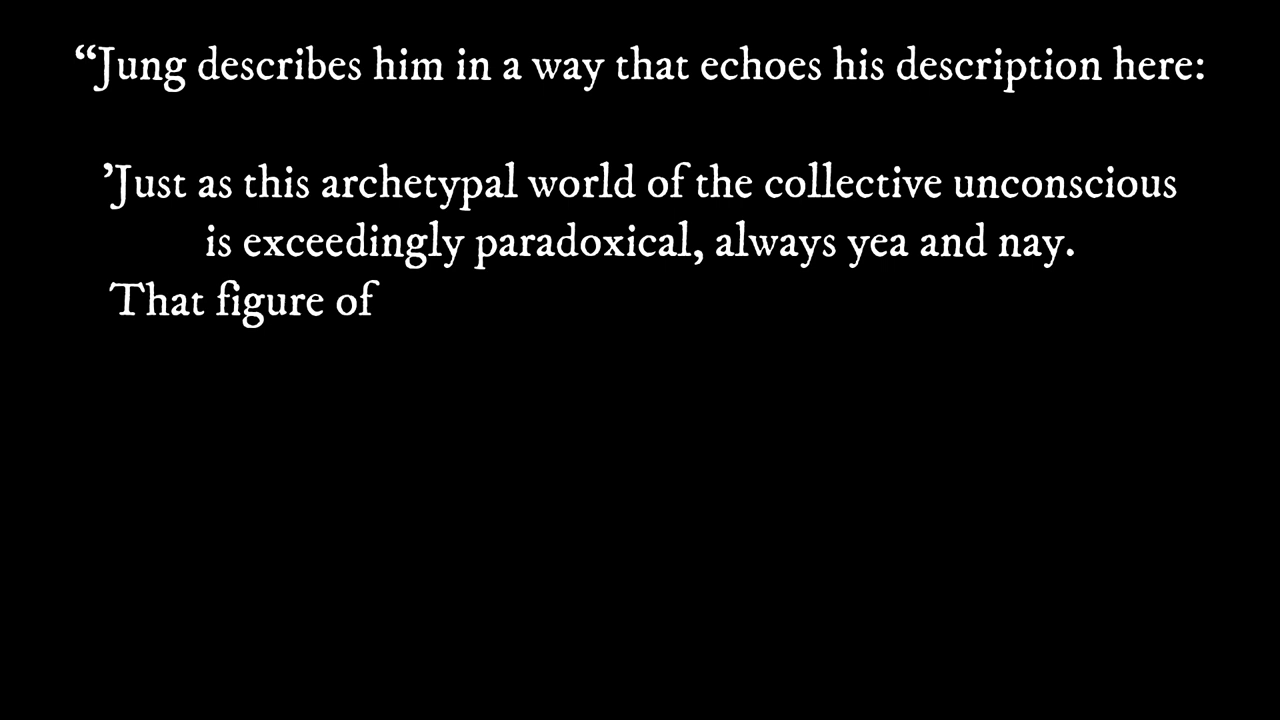 “Jung describes him in a way that echoes his description here:
’Just as this archetypal world of the collective unconscious
is exceedingly paradoxical, always yea and nay.
That figure of